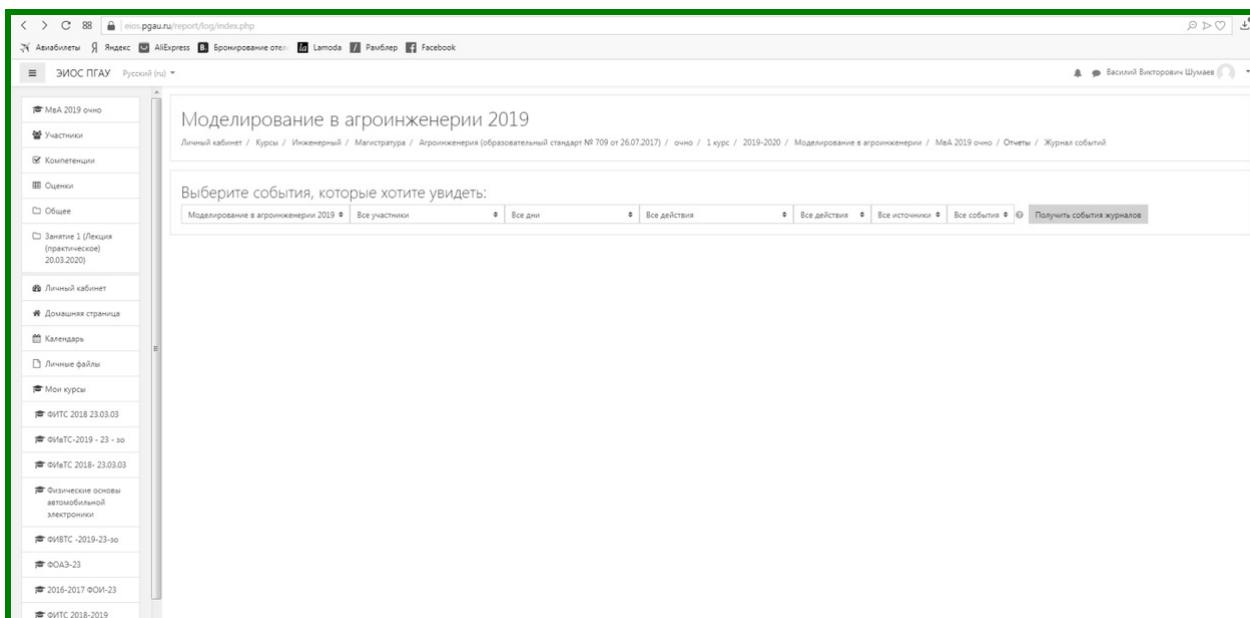 88 eios.pgau.ru/report/log/index.php
Авиабилеты Яндекс AliExpress Бронирование отел Lamoda Рамблер Facebook
ЭИОС ПГАУ Русский (ru) Василий Викторович Шумаев
МвА 2019 очно
Участники
Компетенции
Оценки
Общее
Занятие 1 (Лекция
(практическое)
20.03.2020)
Личный кабинет
Домашняя страница
Календарь
Личные файлы
Мои курсы
ФИТС 2018 23.03.03
ФИвТС-2019 - 23 - зо
ФИвТС 2018- 23.03.03
Физические основы
автомобильной
электроники
ФИВТС -2019-23-зо
ФОАЭ-23
2016-2017 ФОИ-23
ФИТС 2018-2019
Моделирование в агроинженерии 2019
Личный кабинет / Курсы / Инженерный / Магистратура / Агроинженерия (образовательный стандарт № 709 от 26.07.2017) / очно / 1 курс / 2019-2020 / Моделирование в агроинженерии / МвА 2019 очно / Отчеты / Журнал событий
Выберите события, которые хотите увидеть:
Моделирование в агроинженерии 2019 Все участники Все дни Все действия Все действия Все источники Все события Получить события журналов